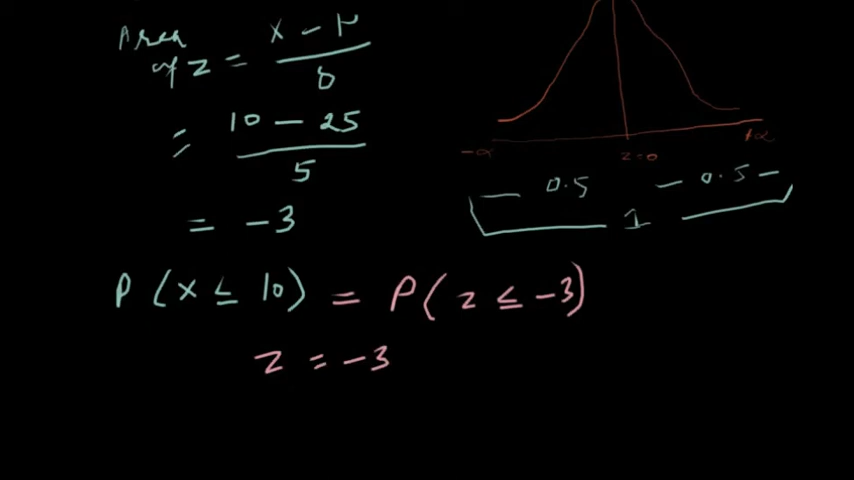 Area
of z = x - μ / σ
= 10 - 25 / 5
= -3
-α z=0 +α
0.5 0.5
1
P (x ≤ 10) = P( z ≤ -3)
z = -3